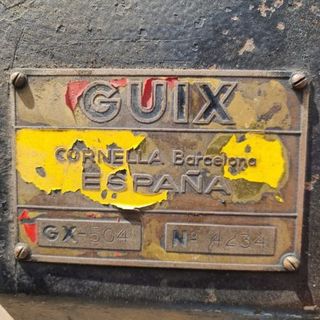 GUIX
CORNELLA Barcelona
ESPAÑA
GX-504 Nº 4234